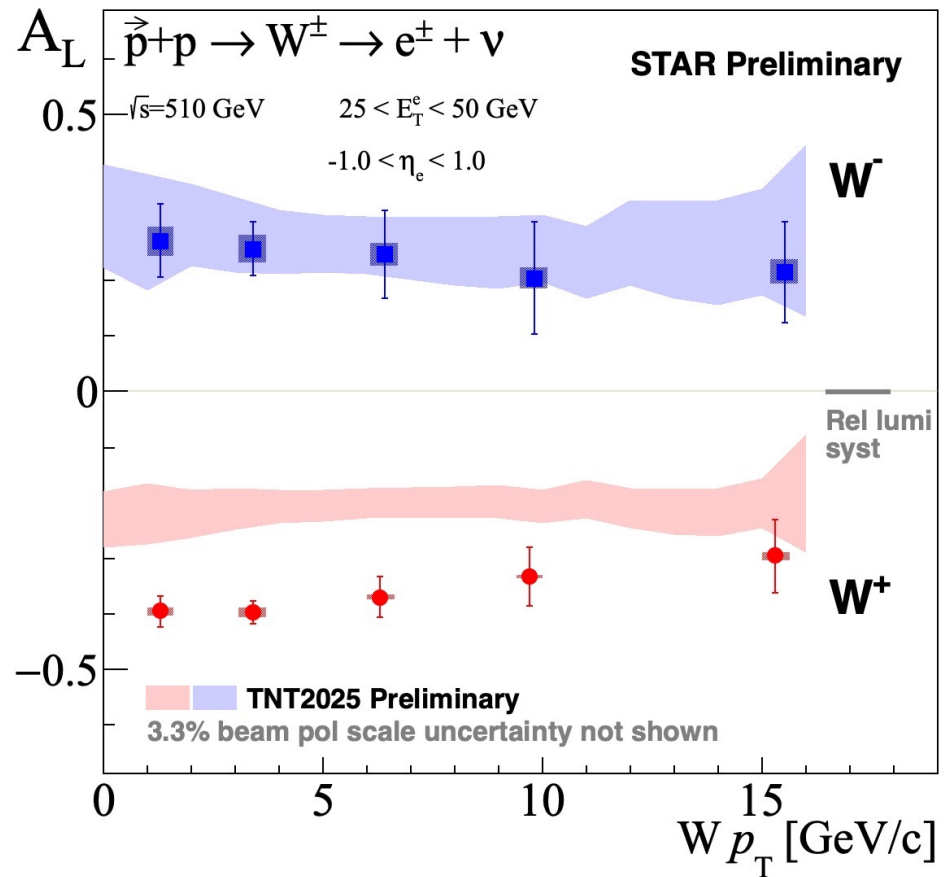 A_L
p⃗+p → W^± → e^± + ν
STAR Preliminary
√s=510 GeV
25 < E_T^e < 50 GeV
-1.0 < η_e < 1.0
0.5
W^-
0
Rel lumi
syst
W^+
−0.5
TNT2025 Preliminary
3.3% beam pol scale uncertainty not shown
0 5 10 15
W p_T [GeV/c]